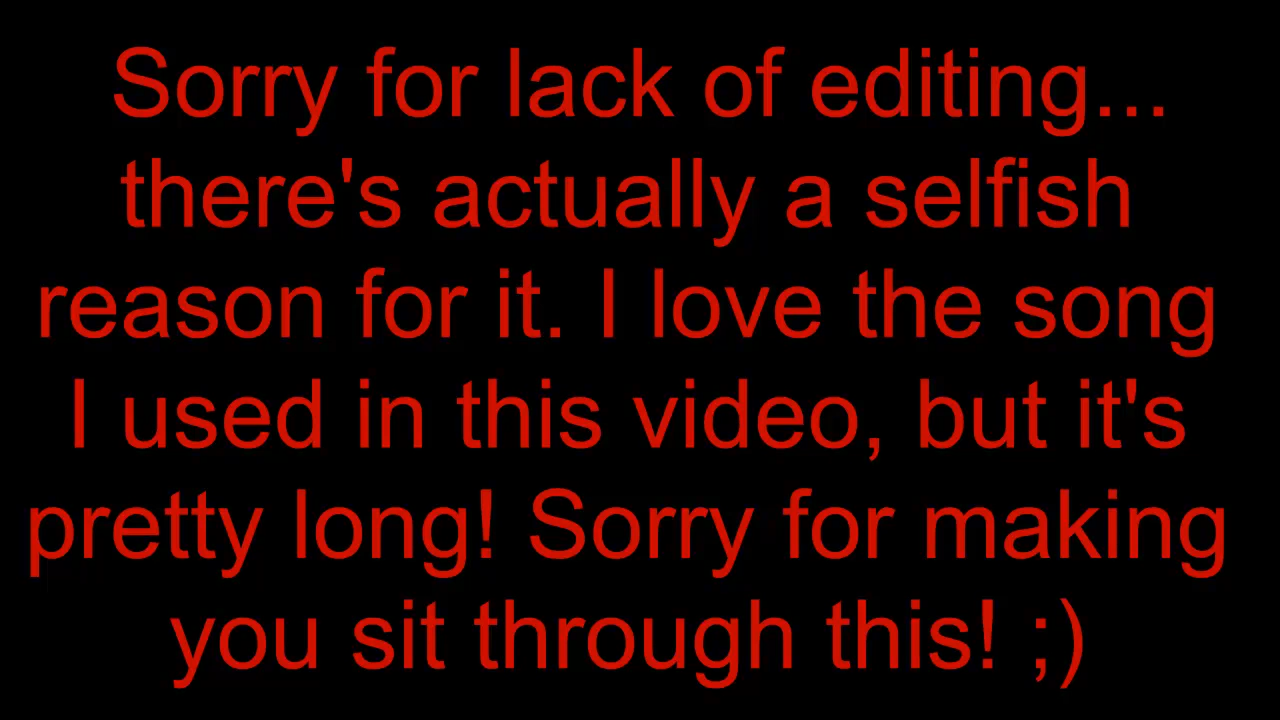 Sorry for lack of editing...
there's actually a selfish
reason for it. I love the song
I used in this video, but it's
pretty long! Sorry for making
you sit through this! ;)